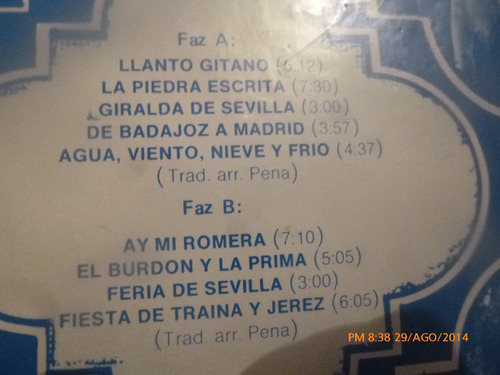 Faz A:
LLANTO GITANO (6:12)
LA PIEDRA ESCRITA (7:30)
GIRALDA DE SEVILLA (3:00)
DE BADAJOZ A MADRID (3:57)
AGUA, VIENTO, NIEVE Y FRIO (4:37)
(Trad. arr. Pena)
Faz B:
AY MI ROMERA (7:10)
EL BURDON Y LA PRIMA (5:05)
FERIA DE SEVILLA (3:00)
FIESTA DE TRAINA Y JEREZ (6:05)
(Trad. arr. Pena)
PM 8:38 29/AGO/2014